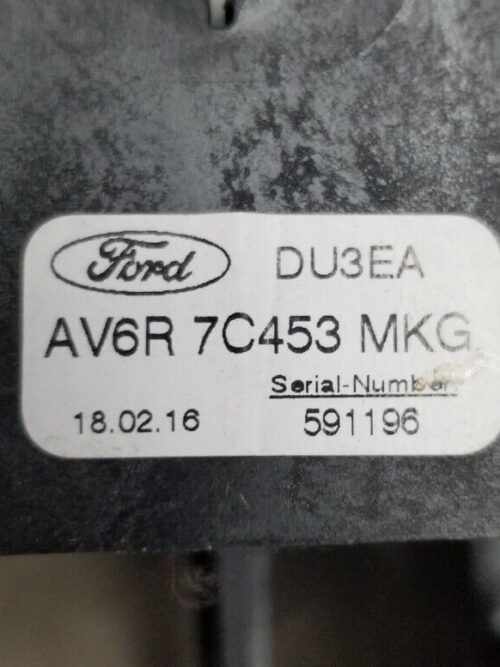 Ford DU3EA
AV6R 7C453 MKG
Serial-Number
18.02.16 591196